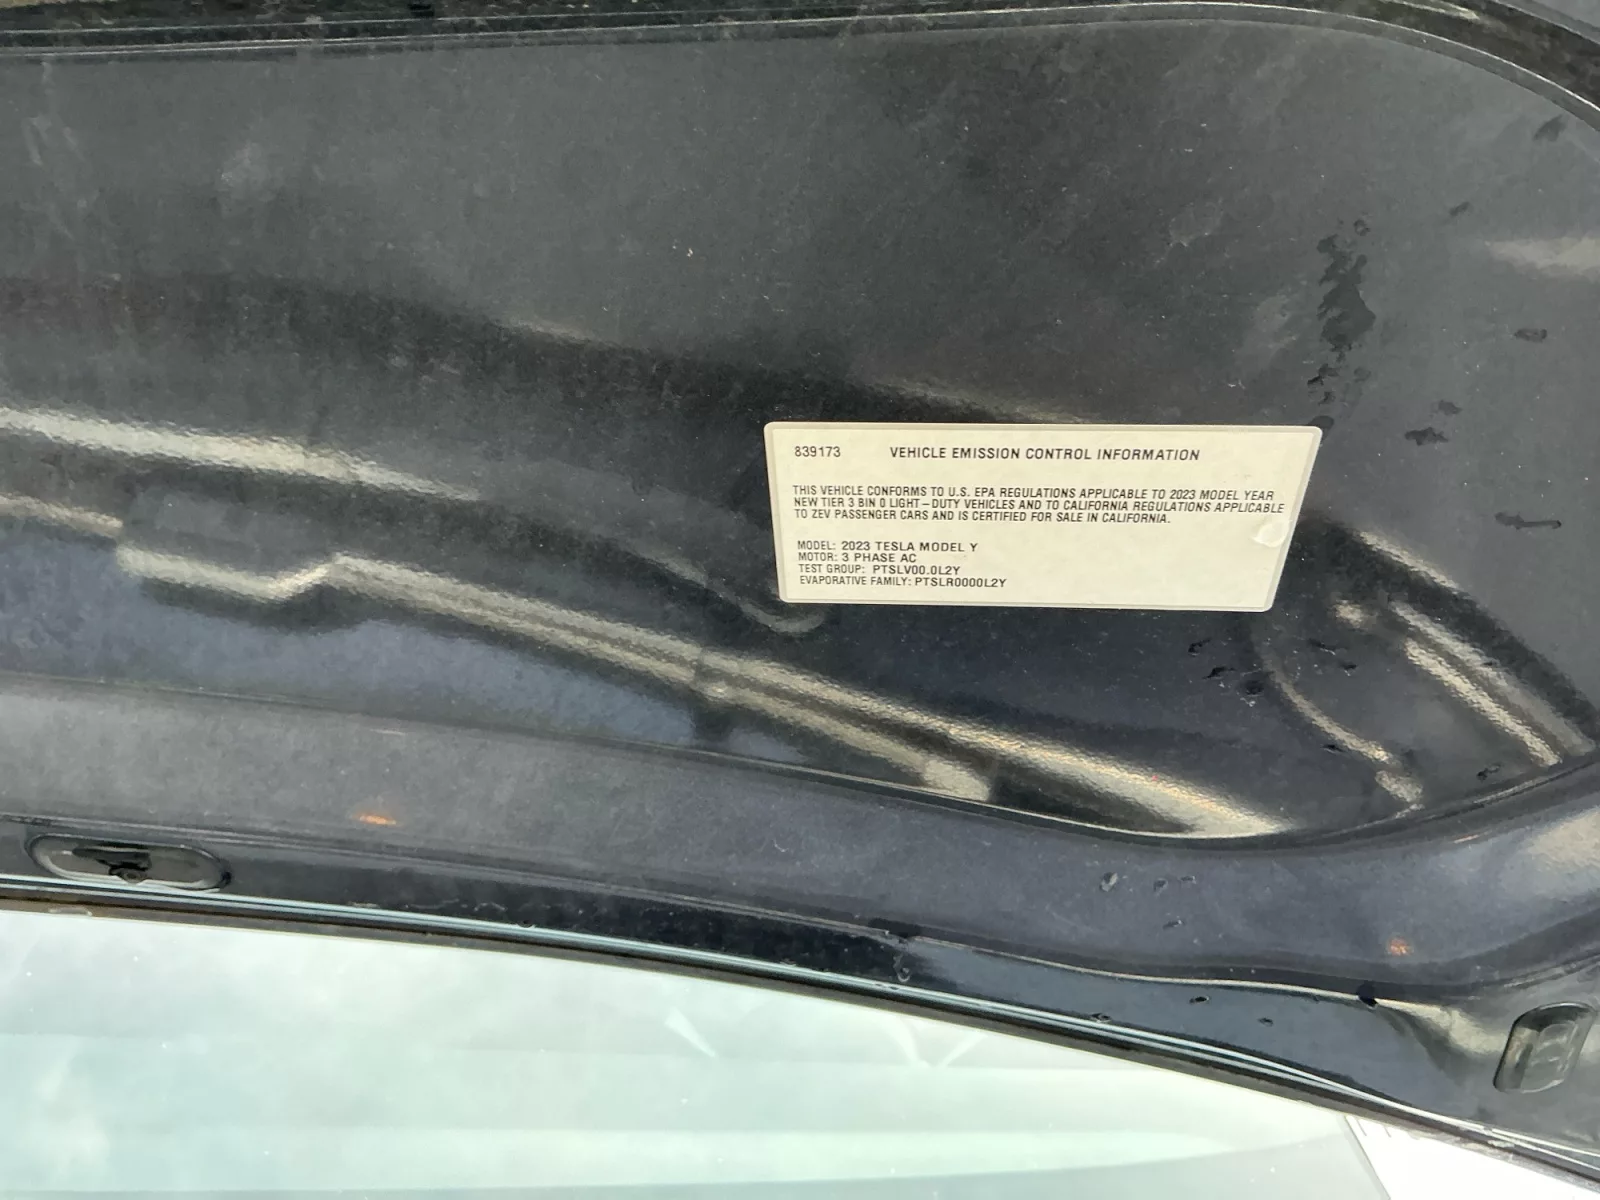 839173 VEHICLE EMISSION CONTROL INFORMATION
THIS VEHICLE CONFORMS TO U.S. EPA REGULATIONS APPLICABLE TO 2023 MODEL YEAR
NEW TIER 3 BIN 0 LIGHT-DUTY VEHICLES AND TO CALIFORNIA REGULATIONS APPLICABLE
TO ZEV PASSENGER CARS AND IS CERTIFIED FOR SALE IN CALIFORNIA.
MODEL: 2023 TESLA MODEL Y
MOTOR: 3 PHASE AC
TEST GROUP: PTSLV00.0L2Y
EVAPORATIVE FAMILY: PTSLR0000L2Y